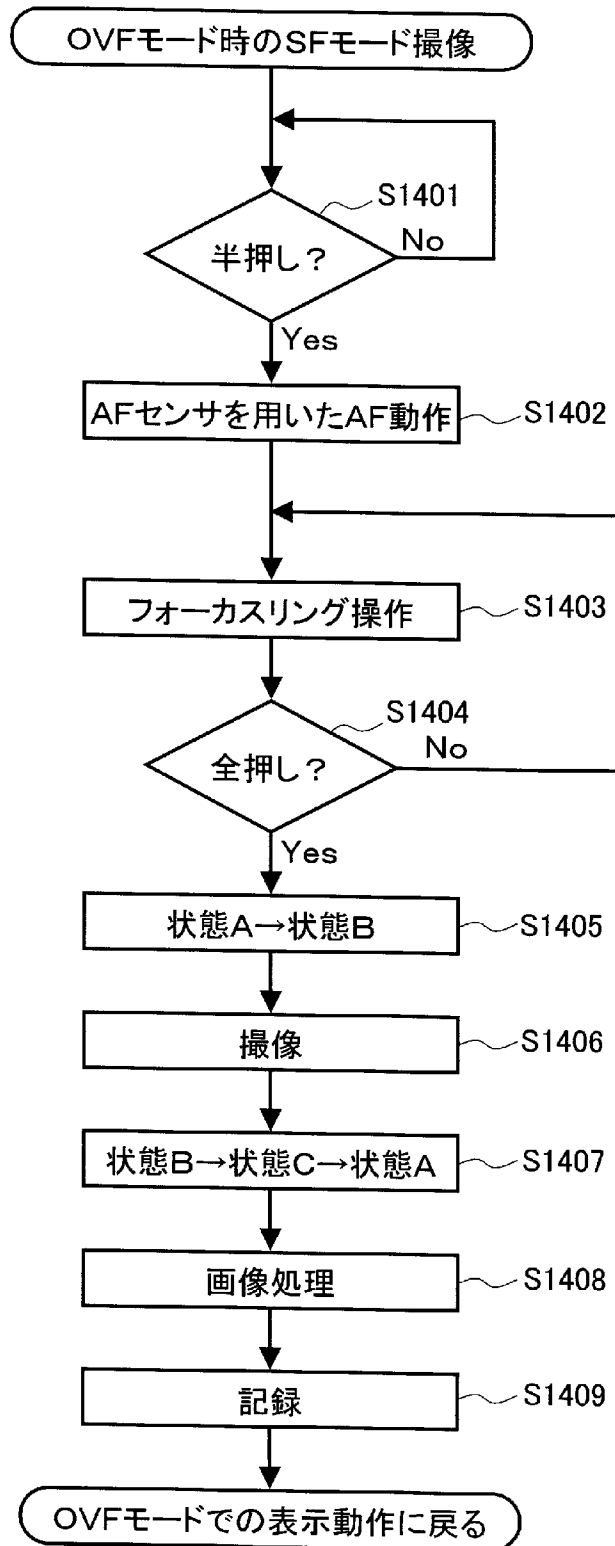 OVFモード時のSFモード撮像
S1401
半押し?
No
Yes
AFセンサを用いたAF動作
S1402
フォーカスリング操作
S1403
S1404
全押し?
No
Yes
状態A→状態B
S1405
撮像
S1406
状態B→状態C→状態A
S1407
画像処理
S1408
記録
S1409
OVFモードでの表示動作に戻る